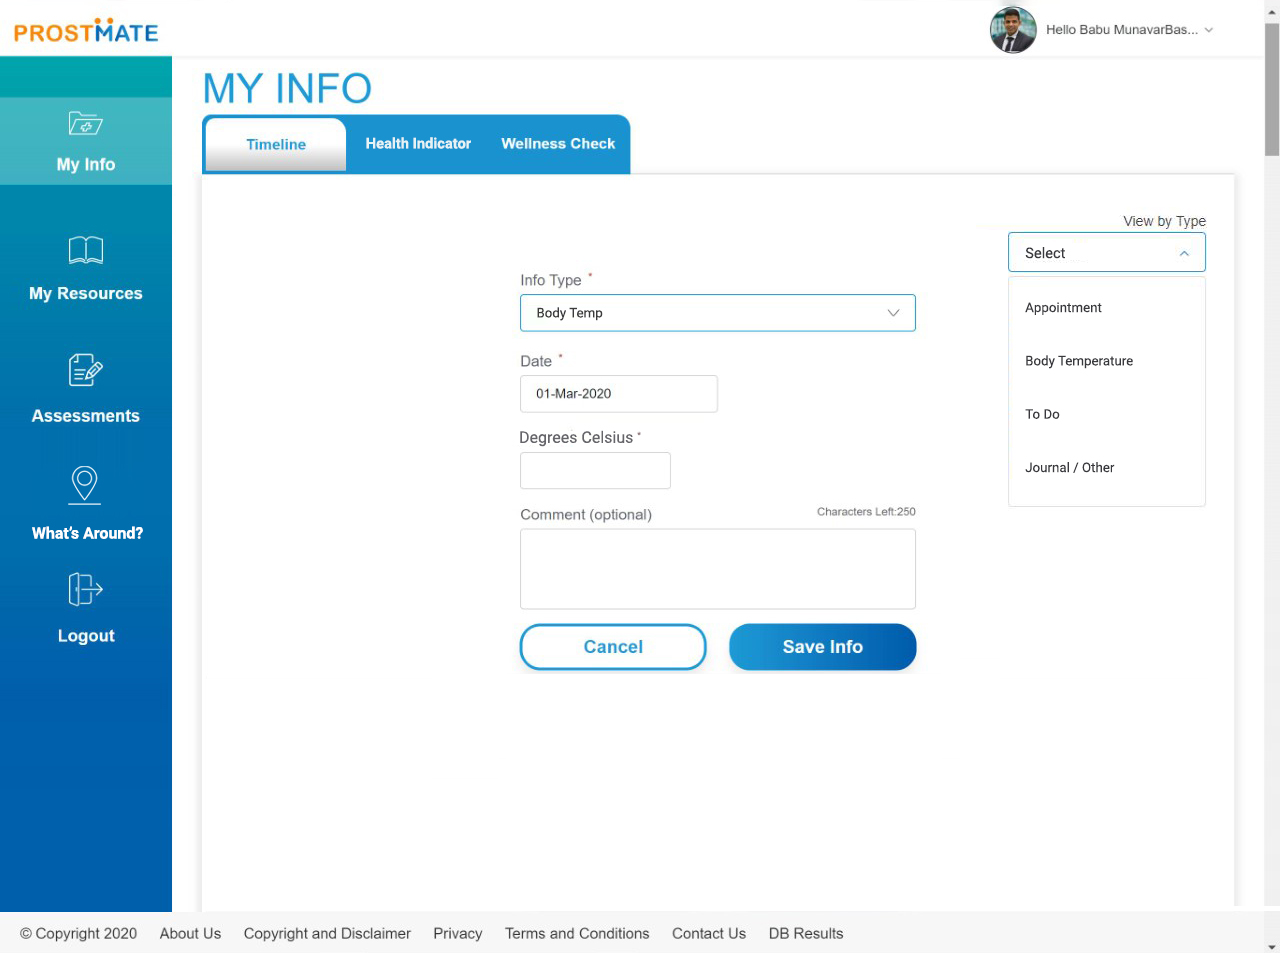 PROSTMATE
Hello Babu MunavarBas...
My Info
My Resources
Assessments
What's Around?
Logout
MY INFO
Timeline
Health Indicator
Wellness Check
View by Type
Select
Appointment
Body Temperature
To Do
Journal / Other
Info Type *
Body Temp
Date *
01-Mar-2020
Degrees Celsius *
Comment (optional)
Characters Left:250
Cancel
Save Info
© Copyright 2020 About Us Copyright and Disclaimer Privacy Terms and Conditions Contact Us DB Results